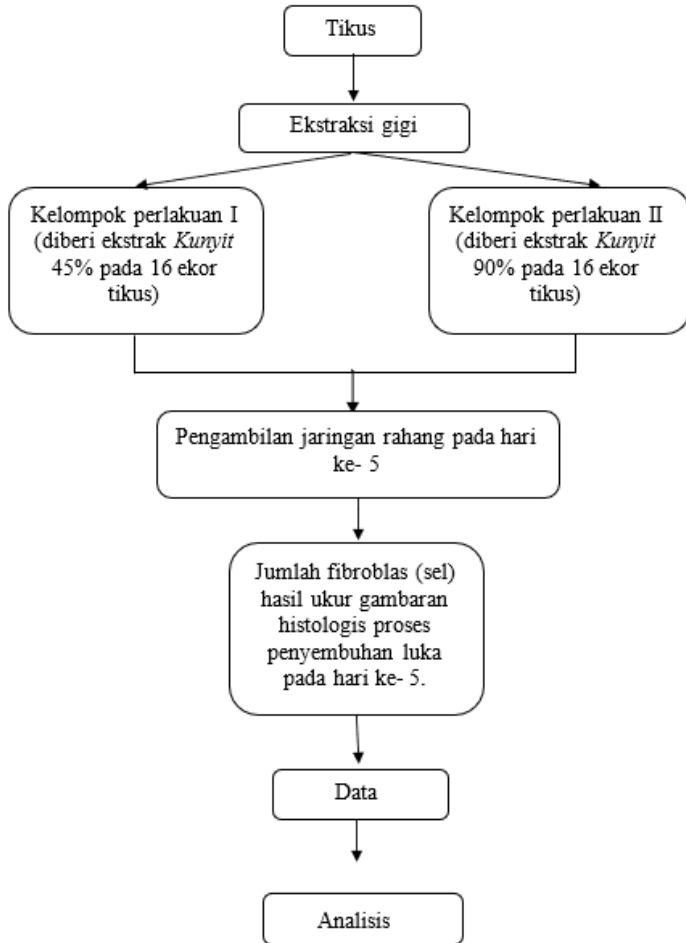 Tikus
Ekstraksi gigi
Kelompok perlakuan I
(diberi ekstrak Kunyit
45% pada 16 ekor
tikus)
Kelompok perlakuan II
(diberi ekstrak Kunyit
90% pada 16 ekor
tikus)
Pengambilan jaringan rahang pada hari
ke- 5
Jumlah fibroblas (sel)
hasil ukur gambaran
histologis proses
penyembuhan luka
pada hari ke- 5.
Data
Analisis